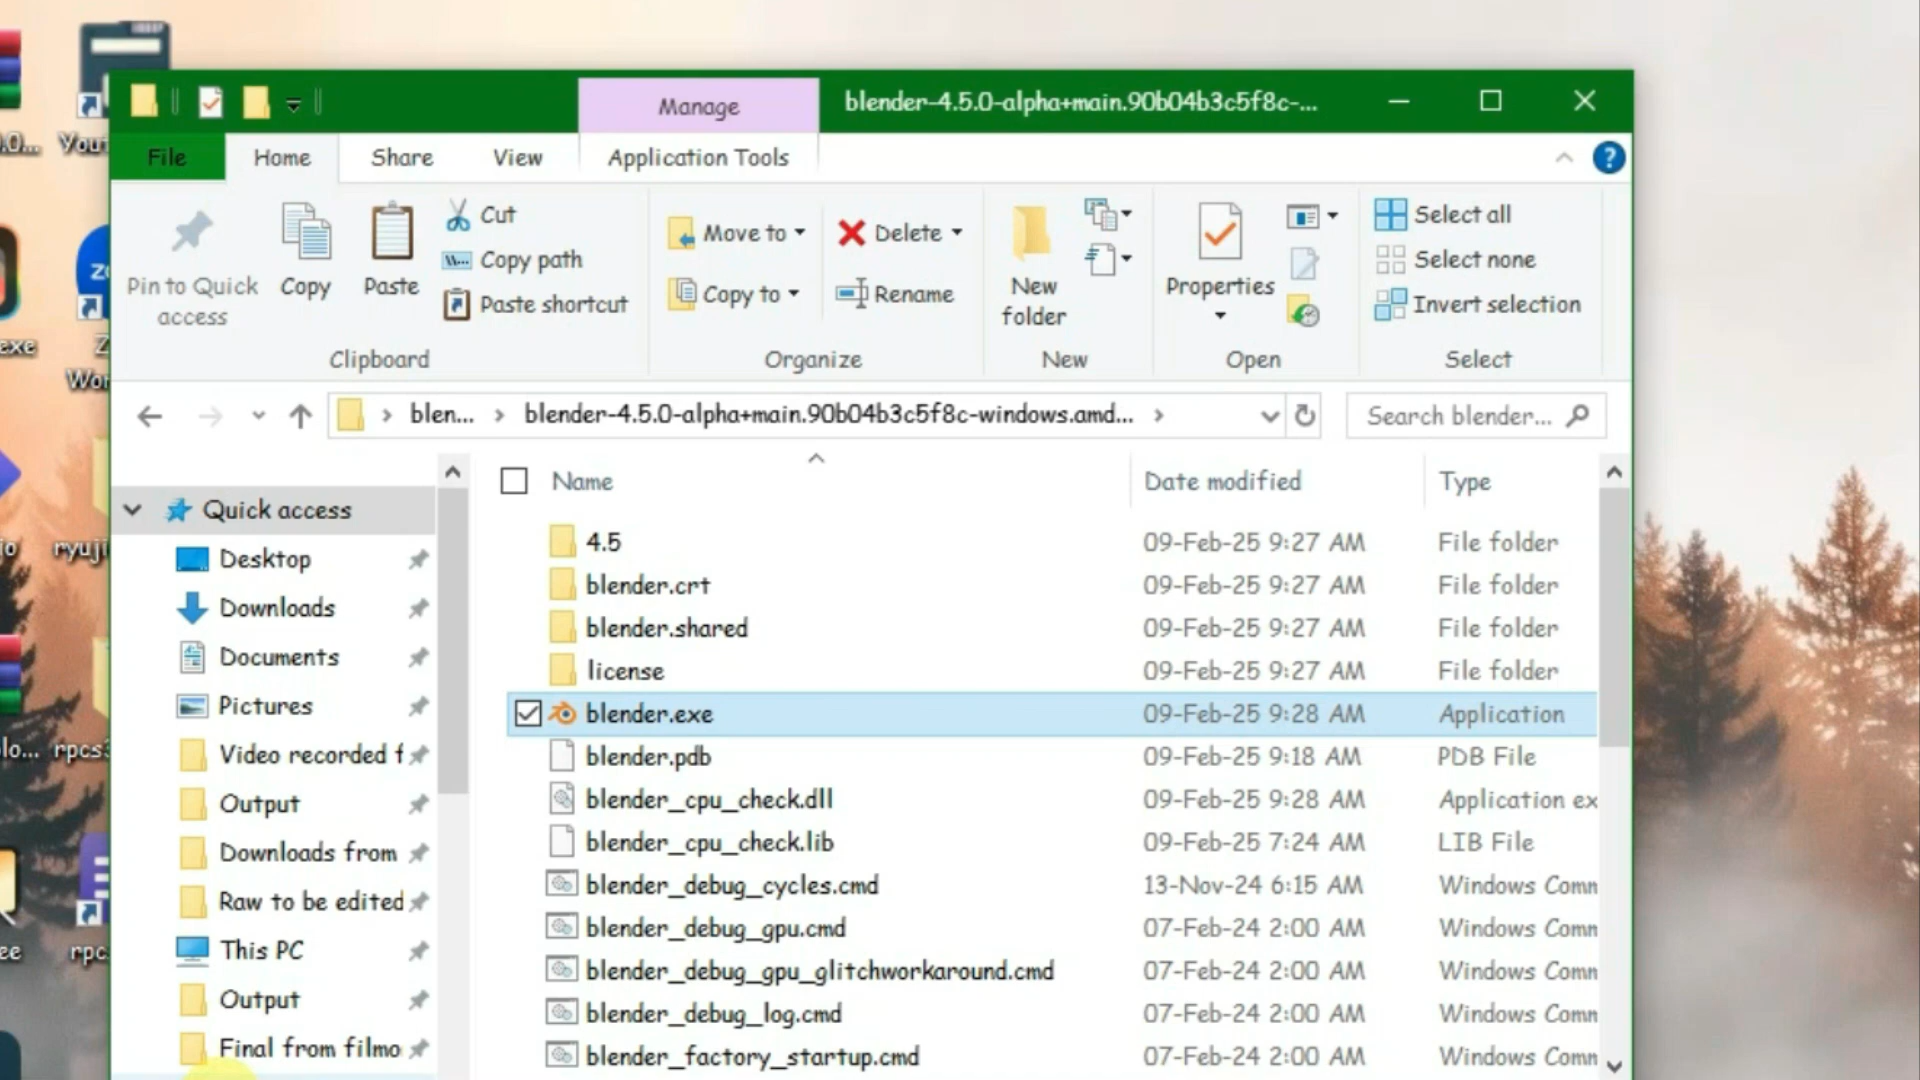 Manage
blender-4.5.0-alpha+main.90b04b3c5f8c-...
File
Home
Share
View
Application Tools
Pin to Quick access
Copy
Paste
Cut
Copy path
Paste shortcut
Clipboard
Move to
Copy to
Delete
Rename
Organize
New folder
New
Properties
Open
Select all
Select none
Invert selection
Select
blen...
blender-4.5.0-alpha+main.90b04b3c5f8c-windows.amd...
Search blender...
Quick access
Desktop
Downloads
Documents
Pictures
Video recorded f
Output
Downloads from
Raw to be edited
This PC
Output
Final from filmo
Name Date modified Type
4.5 09-Feb-25 9:27 AM File folder
blender.crt 09-Feb-25 9:27 AM File folder
blender.shared 09-Feb-25 9:27 AM File folder
license 09-Feb-25 9:27 AM File folder
blender.exe 09-Feb-25 9:28 AM Application
blender.pdb 09-Feb-25 9:18 AM PDB File
blender_cpu_check.dll 09-Feb-25 9:28 AM Application ex
blender_cpu_check.lib 09-Feb-25 7:24 AM LIB File
blender_debug_cycles.cmd 13-Nov-24 6:15 AM Windows Comm
blender_debug_gpu.cmd 07-Feb-24 2:00 AM Windows Comm
blender_debug_gpu_glitchworkaround.cmd 07-Feb-24 2:00 AM Windows Comm
blender_debug_log.cmd 07-Feb-24 2:00 AM Windows Comm
blender_factory_startup.cmd 07-Feb-24 2:00 AM Windows Comm